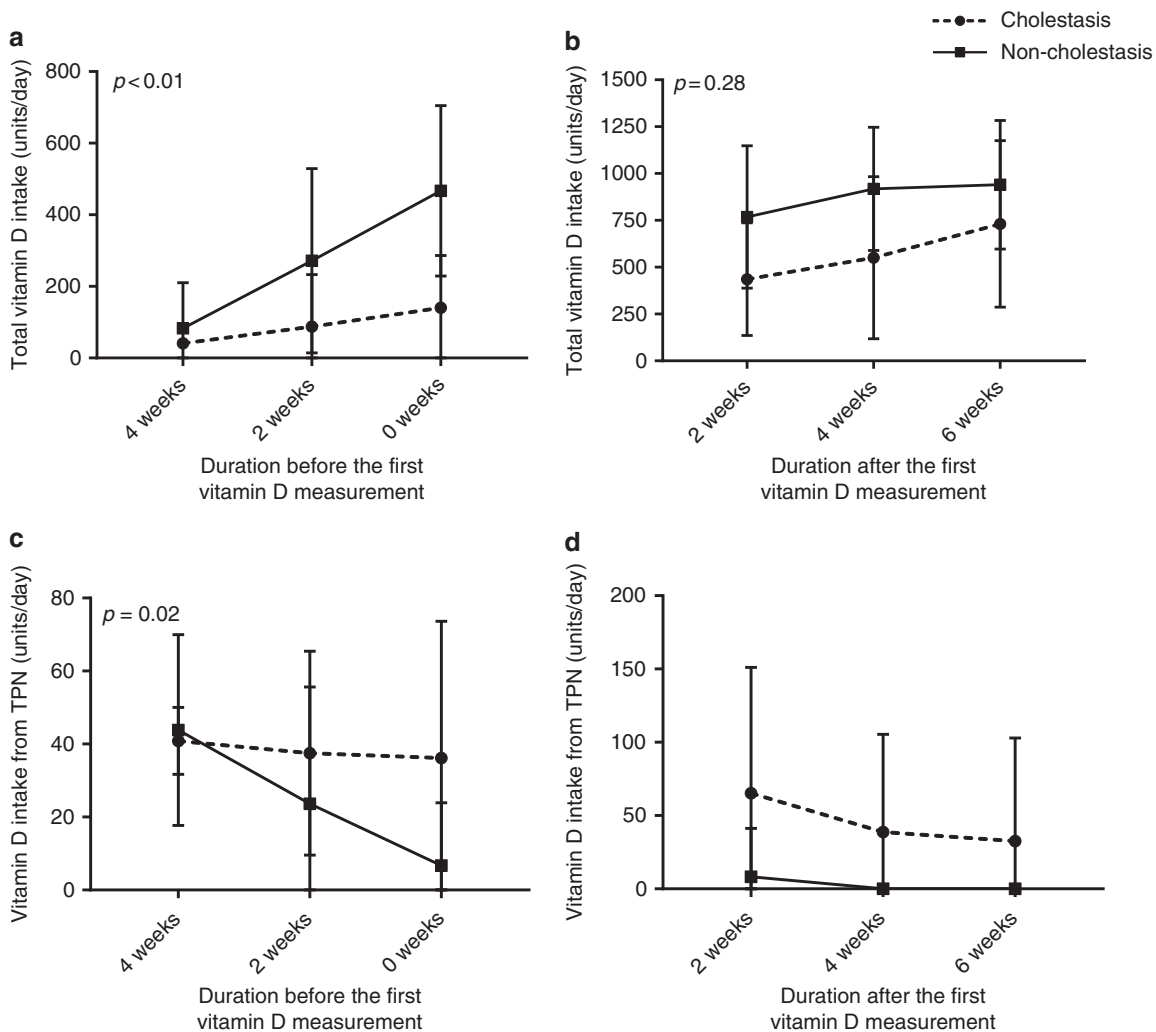 Cholestasis
Non-cholestasis
a
p<0.01
Total vitamin D intake (units/day)
800
600
400
200
0
4 weeks
2 weeks
0 weeks
Duration before the first
vitamin D measurement
b
p=0.28
Total vitamin D intake (units/day)
1500
1250
1000
750
500
250
0
2 weeks
4 weeks
6 weeks
Duration after the first
vitamin D measurement
c
p = 0.02
Vitamin D intake from TPN (units/day)
80
60
40
20
0
4 weeks
2 weeks
0 weeks
Duration before the first
vitamin D measurement
d
Vitamin D intake from TPN (units/day)
200
150
100
50
0
2 weeks
4 weeks
6 weeks
Duration after the first
vitamin D measurement